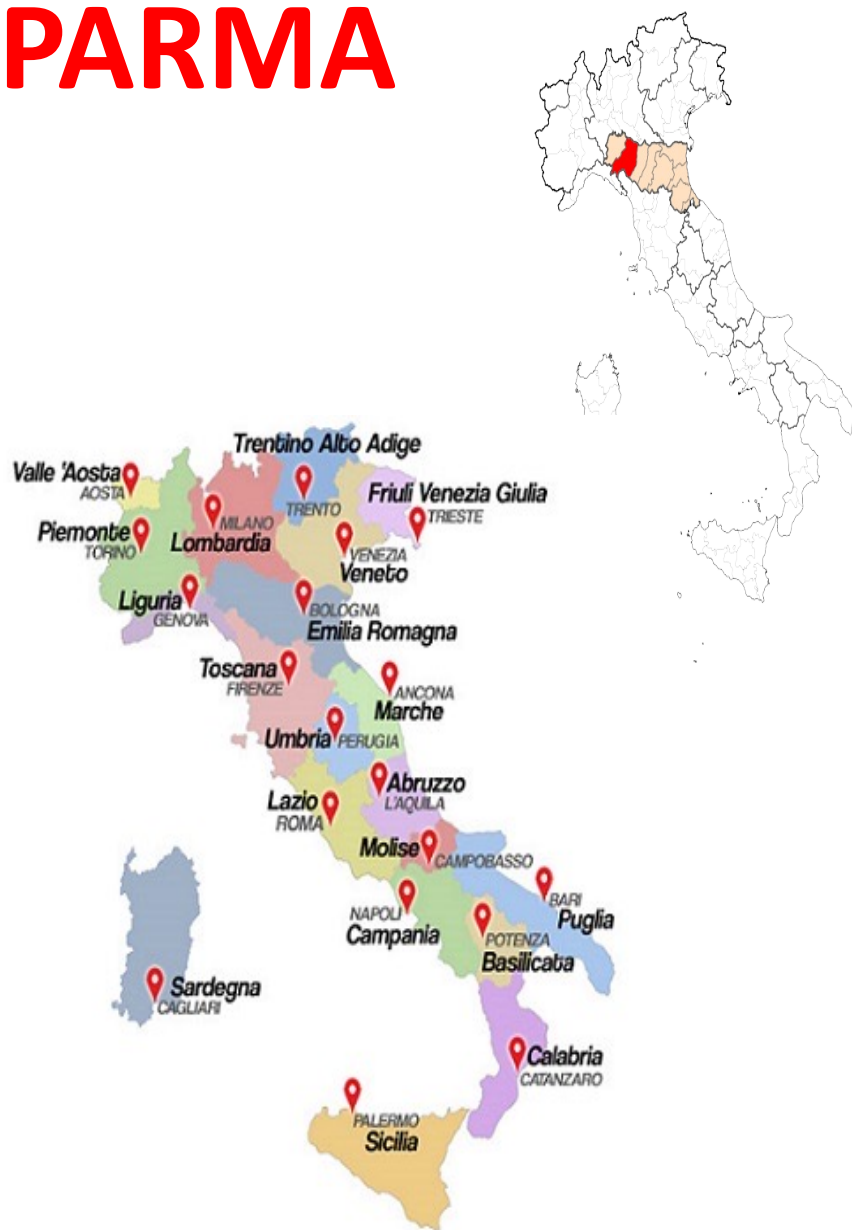 PARMA
Trentino Alto Adige
Valle 'Aosta
AOSTA
TRENTO
Friuli Venezia Giulia
TRIESTE
MILANO
Lombardia
Piemonte
TORINO
VENEZIA
Veneto
Liguria
GENOVA
BOLOGNA
Emilia Romagna
Toscana
FIRENZE
ANCONA
Marche
Umbria PERUGIA
Abruzzo
L'AQUILA
Lazio
ROMA
Molise
CAMPOBASSO
BARI
Puglia
NAPOLI
Campania
POTENZA
Basilicata
Sardegna
CAGLIARI
Calabria
CATANZARO
PALERMO
Sicilia